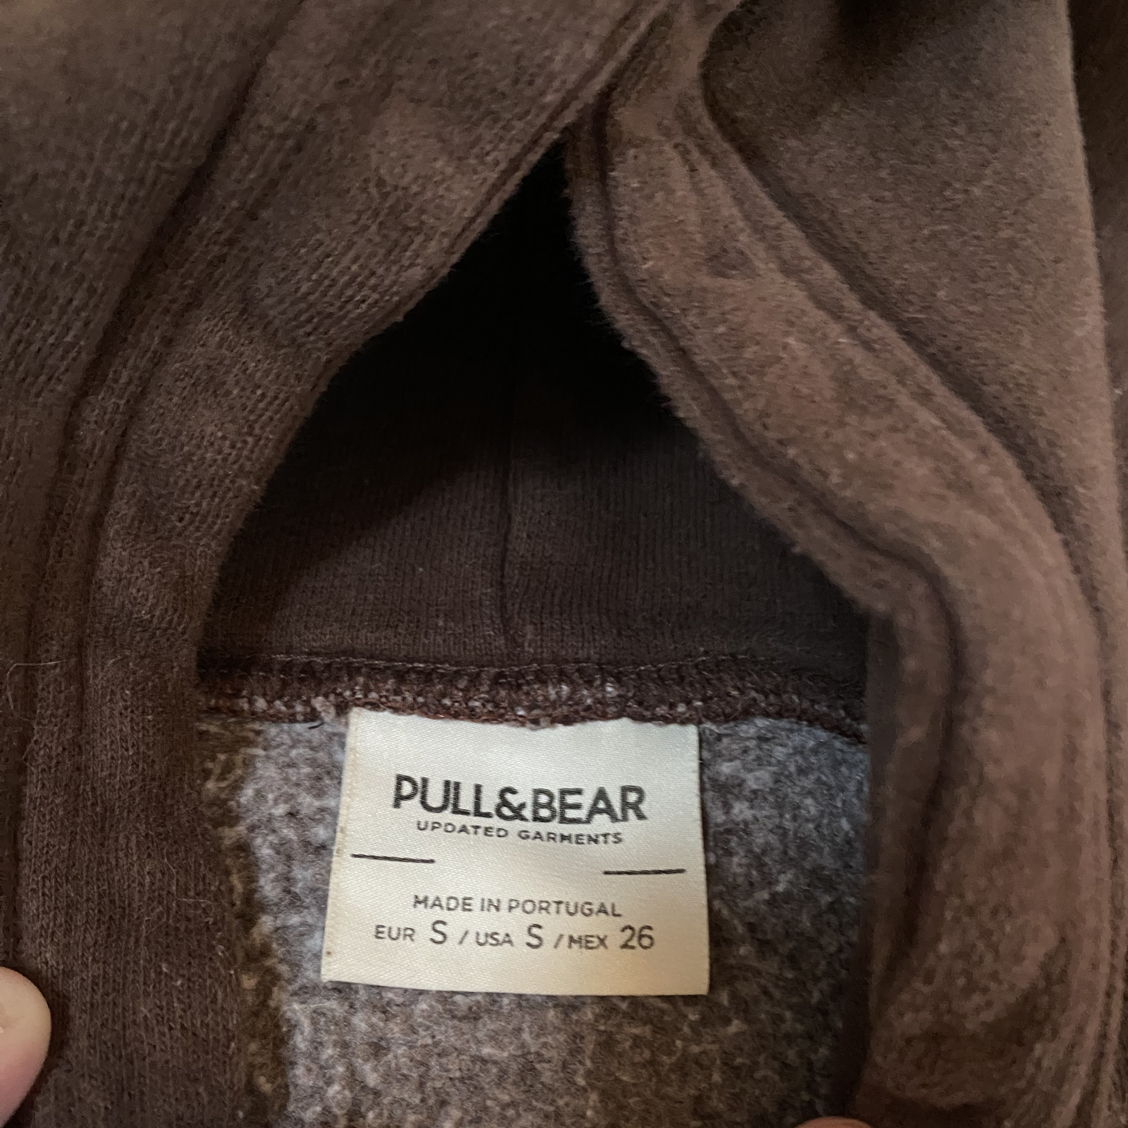 PULL&BEAR
UPDATED GARMENTS
MADE IN PORTUGAL
EUR S / USA S / MEX 26